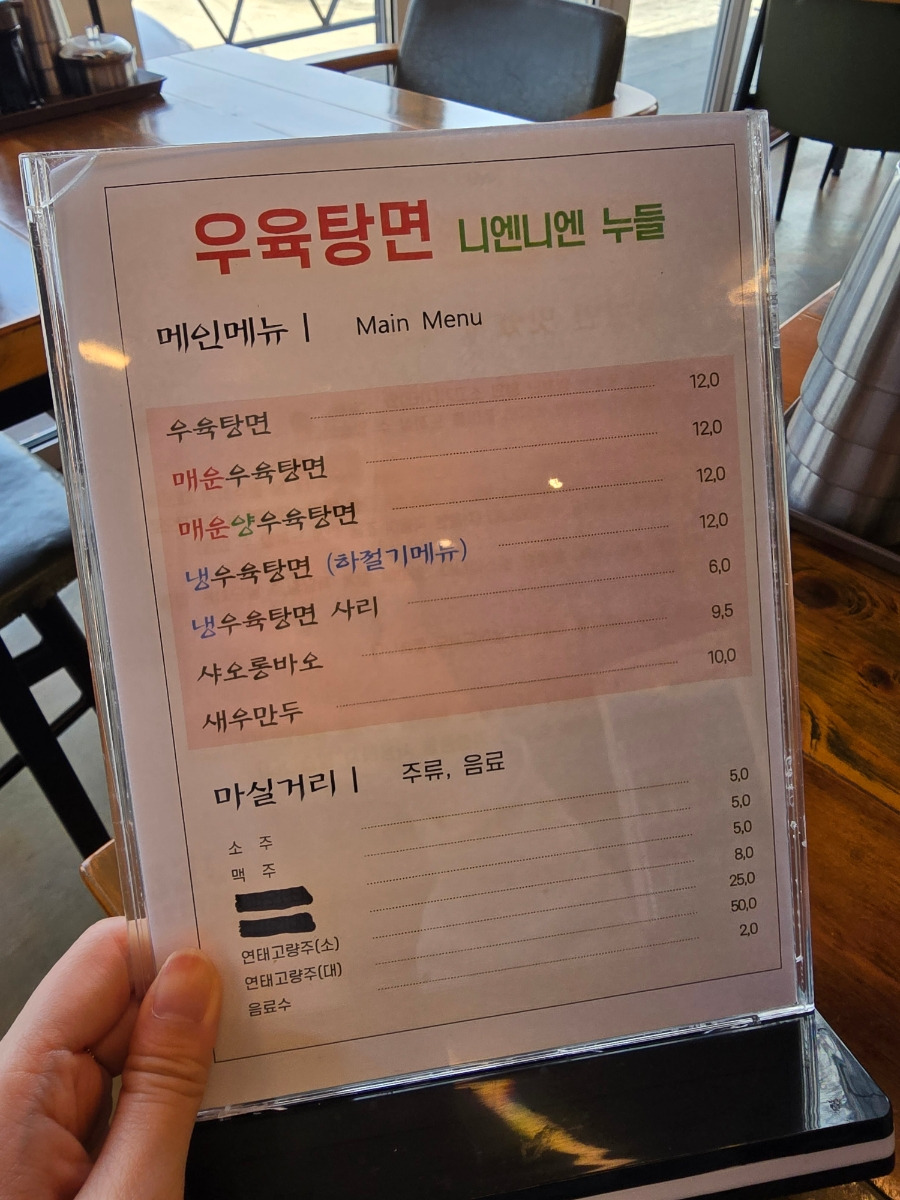 우육탕면 니엔니엔 누들
메인메뉴 | Main Menu
우육탕면 12,0
매운우육탕면 12,0
매운양우육탕면 12,0
냉우육탕면 (하절기메뉴) 12,0
냉우육탕면 사리 6,0
샤오롱바오 9,5
새우만두 10,0
마실거리 | 주류, 음료
소 주 5,0
맥 주 5,0
5,0
8,0
연태고량주(소) 25,0
연태고량주(대) 50,0
음료수 2,0